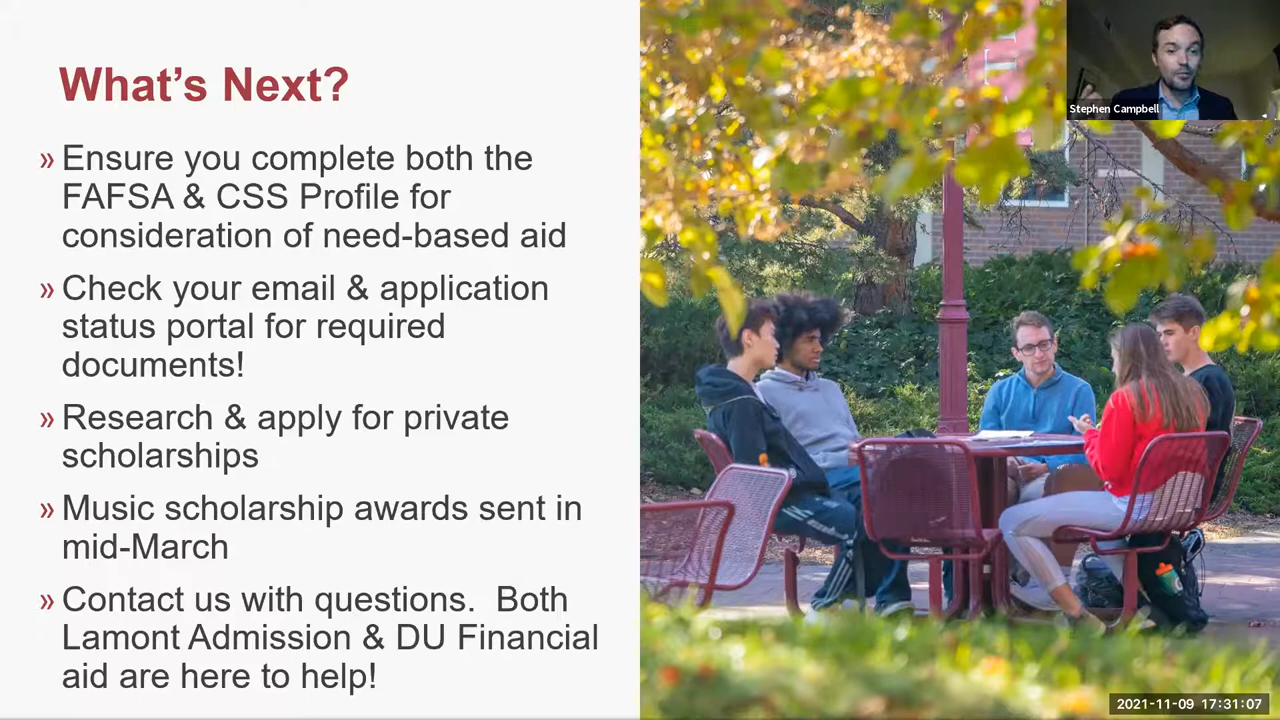 What's Next?
» Ensure you complete both the
FAFSA & CSS Profile for
consideration of need-based aid
» Check your email & application
status portal for required
documents!
» Research & apply for private
scholarships
» Music scholarship awards sent in
mid-March
» Contact us with questions.  Both
Lamont Admission & DU Financial
aid are here to help!
Stephen Campbell
2021-11-09 17:31:07